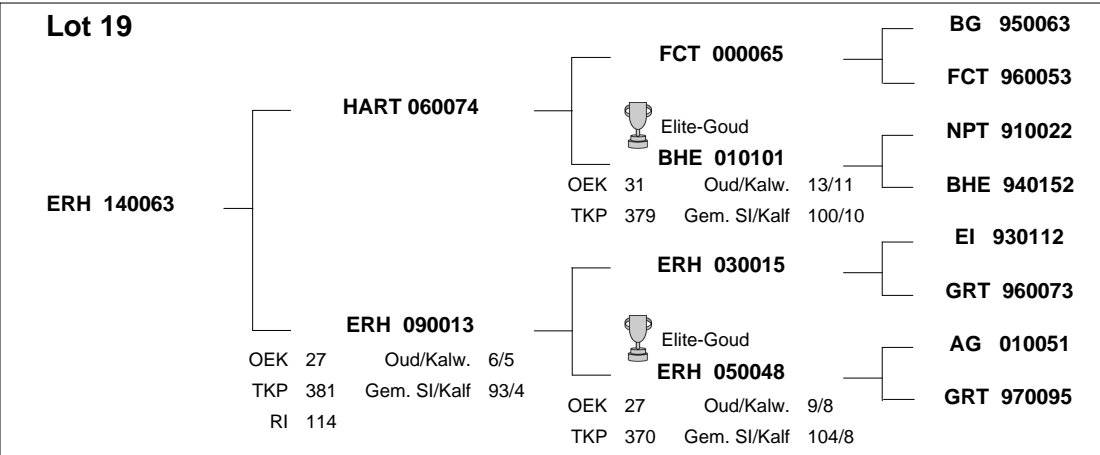 Lot 19
BG 950063
FCT 000065
FCT 960053
HART 060074
Elite-Goud
BHE 010101
NPT 910022
OEK 31 Oud/Kalw. 13/11
BHE 940152
TKP 379 Gem. SI/Kalf 100/10
ERH 140063
EI 930112
ERH 030015
GRT 960073
ERH 090013
OEK 27 Oud/Kalw. 6/5
TKP 381 Gem. SI/Kalf 93/4
RI 114
Elite-Goud
ERH 050048
AG 010051
OEK 27 Oud/Kalw. 9/8
GRT 970095
TKP 370 Gem. SI/Kalf 104/8